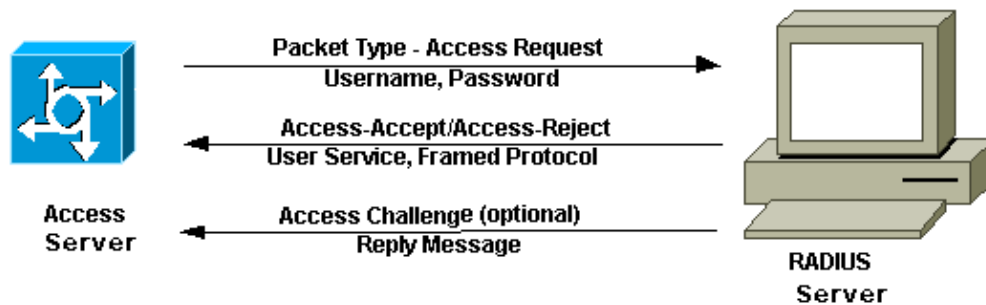 Packet Type - Access Request
Username, Password
Access-Accept/Access-Reject
User Service, Framed Protocol
Access Challenge (optional)
Reply Message
Access
Server
RADIUS
Server